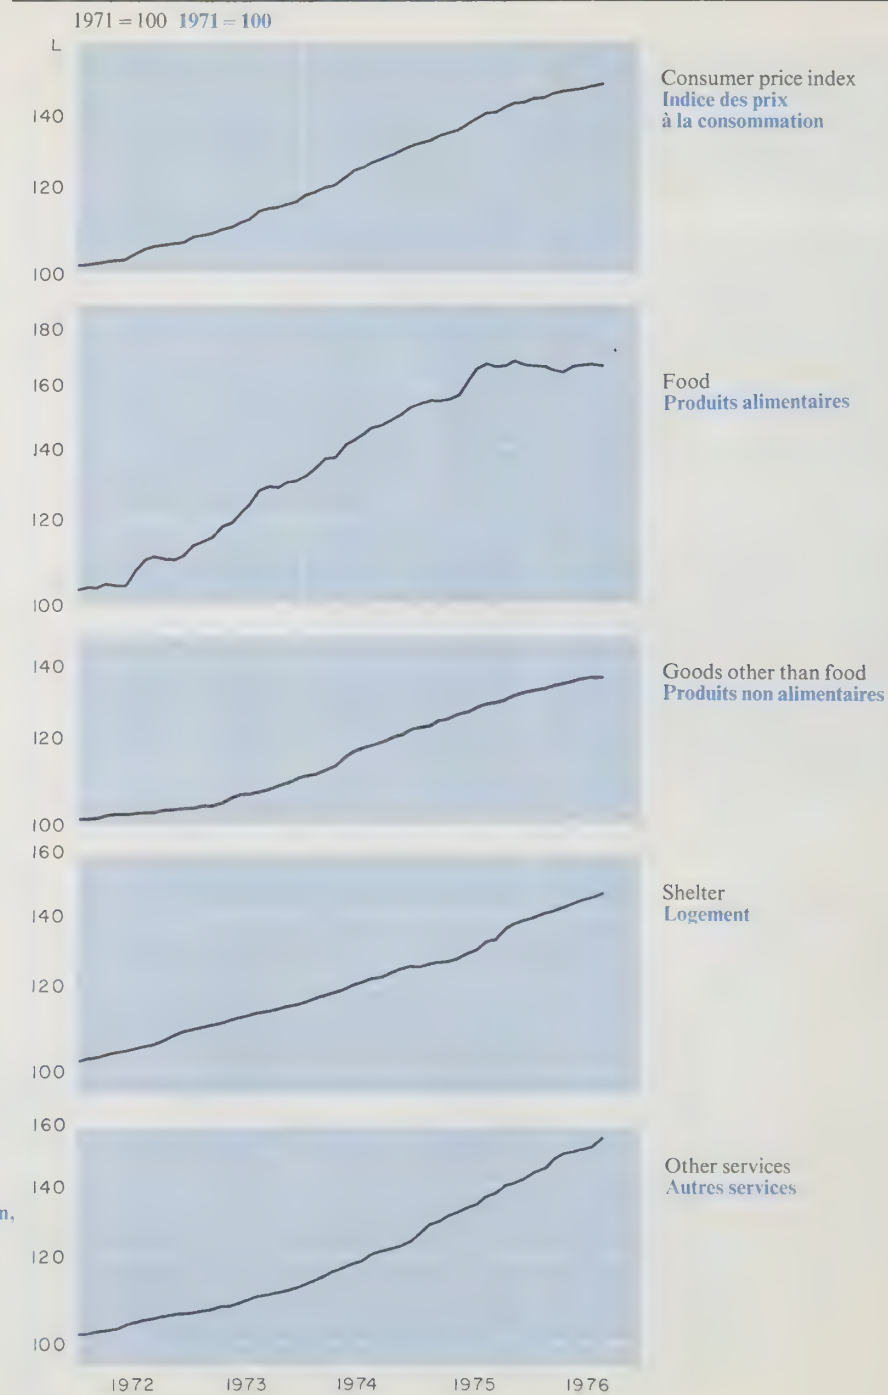 1971 = 100 1971 = 100
L
140
120
100
Consumer price index
Indice des prix
à la consommation
180
160
140
120
100
Food
Produits alimentaires
140
120
100
Goods other than food
Produits non alimentaires
160
140
120
100
Shelter
Logement
160
140
120
100
Other services
Autres services
n,
1972 1973 1974 1975 1976